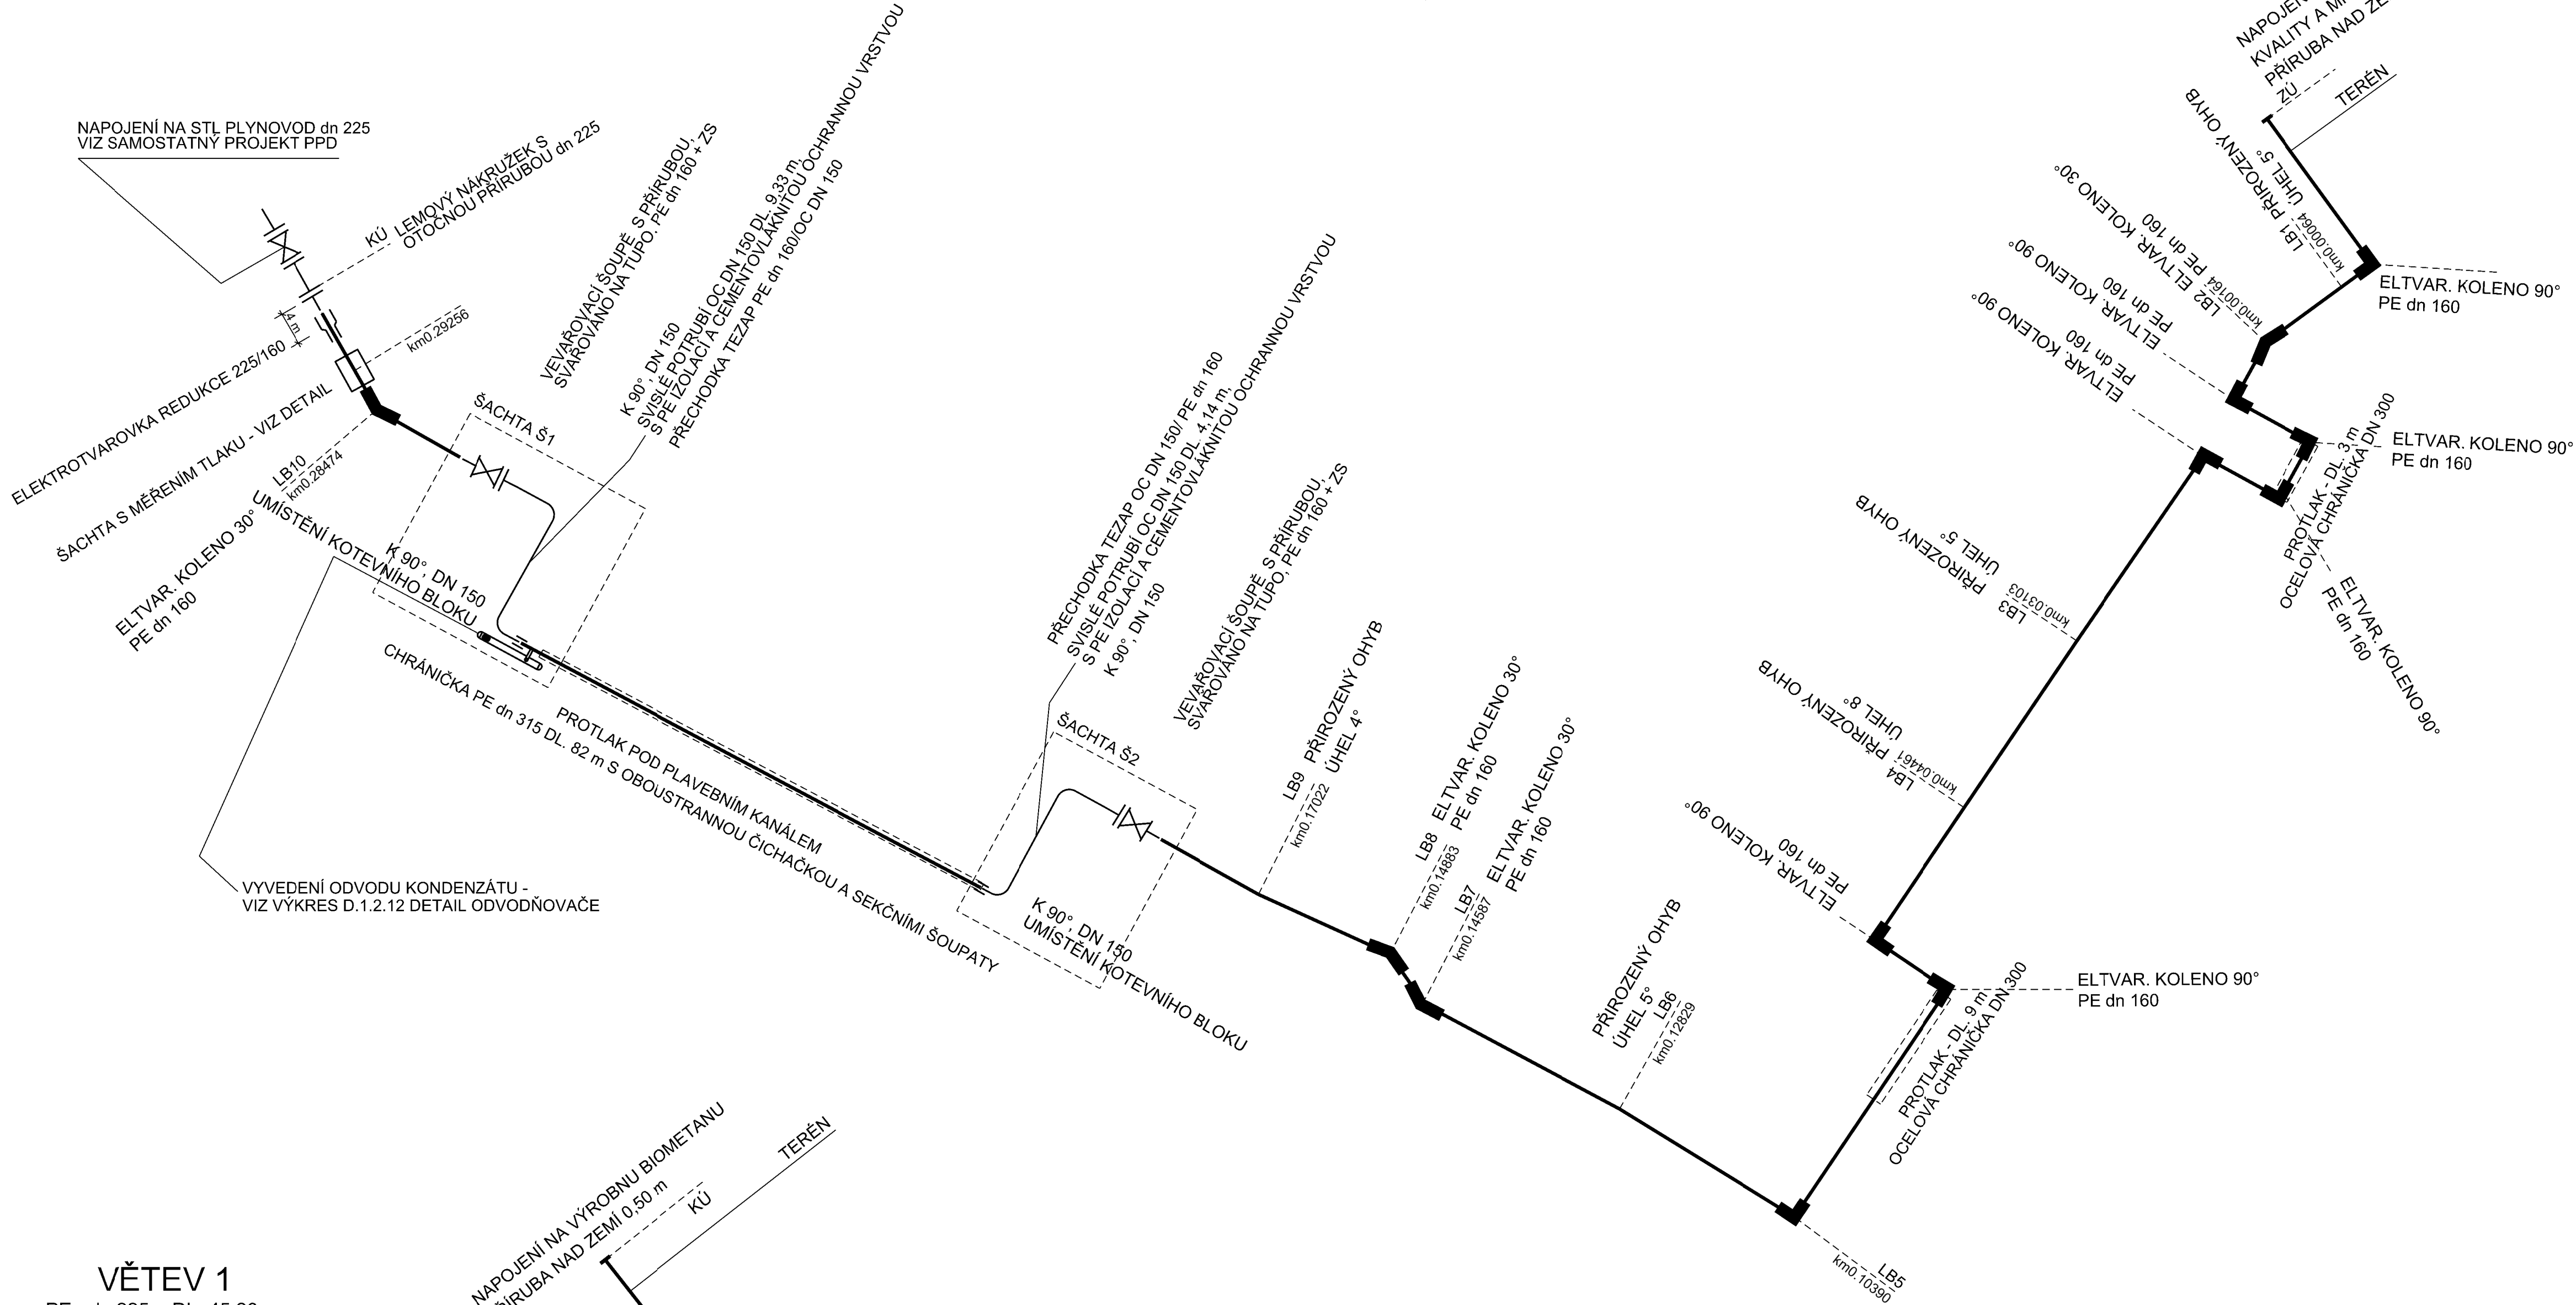 NAPOJENÍ NA STL PLYNOVOD dn 225
VIZ SAMOSTATNÝ PROJEKT PPD
KÚ
LEMOVÝ NÁKRUŽEK S
OTOČNOU PŘÍRUBOU dn 225
4 m
km0.29256
ELEKTROTVAROVKA REDUKCE 225/160
ŠACHTA S MĚŘENÍM TLAKU - VIZ DETAIL
LB10
km0.28474
ELTVAR. KOLENO 30°
PE dn 160
ŠACHTA Š1
VEVAŘOVACÍ ŠOUPĚ S PŘÍRUBOU,
SVAŘOVÁNO NA TUPO, PE dn 160 + ZS
K 90°, DN 150
SVISLÉ POTRUBÍ OC DN 150 DL. 9,33 m,
S PE IZOLACÍ A CEMENTOVLÁKNITOU OCHRANNOU VRSTVOU
PŘECHODKA TEZAP PE dn 160/OC DN 150
K 90°, DN 150
UMÍSTĚNÍ KOTEVNÍHO BLOKU
CHRÁNIČKA PE dn 315 DL. 82 m S OBOUSTRANNOU ČICHAČKOU A SEKČNÍMI ŠOUPATY
PROTLAK POD PLAVEBNÍM KANÁLEM
VYVEDENÍ ODVODU KONDENZÁTU -
VIZ VÝKRES D.1.2.12 DETAIL ODVODŇOVAČE
PŘECHODKA TEZAP OC DN 150/ PE dn 160
SVISLÉ POTRUBÍ OC DN 150 DL. 4,14 m,
S PE IZOLACÍ A CEMENTOVLÁKNITOU OCHRANNOU VRSTVOU
K 90°, DN 150
ŠACHTA Š2
VEVAŘOVACÍ ŠOUPĚ S PŘÍRUBOU,
SVAŘOVÁNO NA TUPO, PE dn 160 + ZS
K 90°, DN 150
UMÍSTĚNÍ KOTEVNÍHO BLOKU
LB9 PŘIROZENÝ OHYB
km0.17022 ÚHEL 4°
LB8 ELTVAR. KOLENO 30°
km0.14883 PE dn 160
LB7 ELTVAR. KOLENO 30°
km0.14587 PE dn 160
PŘIROZENÝ OHYB
ÚHEL 5° LB6
km0.12829
LB5
km0.10390
PROTLAK - DL. 9 m
OCELOVÁ CHRÁNIČKA DN 300
ELTVAR. KOLENO 90°
PE dn 160
ELTVAR. KOLENO 90°
PE dn 160
LB4 PŘIROZENÝ OHYB
km0.04461 ÚHEL 8°
LB3 PŘIROZENÝ OHYB
km0.03103 ÚHEL 5°
ELTVAR. KOLENO 90°
PE dn 160
ELTVAR. KOLENO 90°
PE dn 160
PROTLAK - DL. 3 m
OCELOVÁ CHRÁNIČKA DN 300
ELTVAR. KOLENO 90°
PE dn 160
ELTVAR. KOLENO 90°
PE dn 160
LB2 ELTVAR. KOLENO 30°
km0.00164 PE dn 160
LB1 PŘIROZENÝ OHYB
km0.00064 ÚHEL 5°
ELTVAR. KOLENO 90°
PE dn 160
KVALITY A
PŘÍRUBA NAD
ZÚ
TERÉN
VĚTEV 1
NAPOJENÍ NA VÝROBNU BIOMETANU
PŘÍRUBA NAD ZEMÍ 0,50 m
KÚ
TERÉN